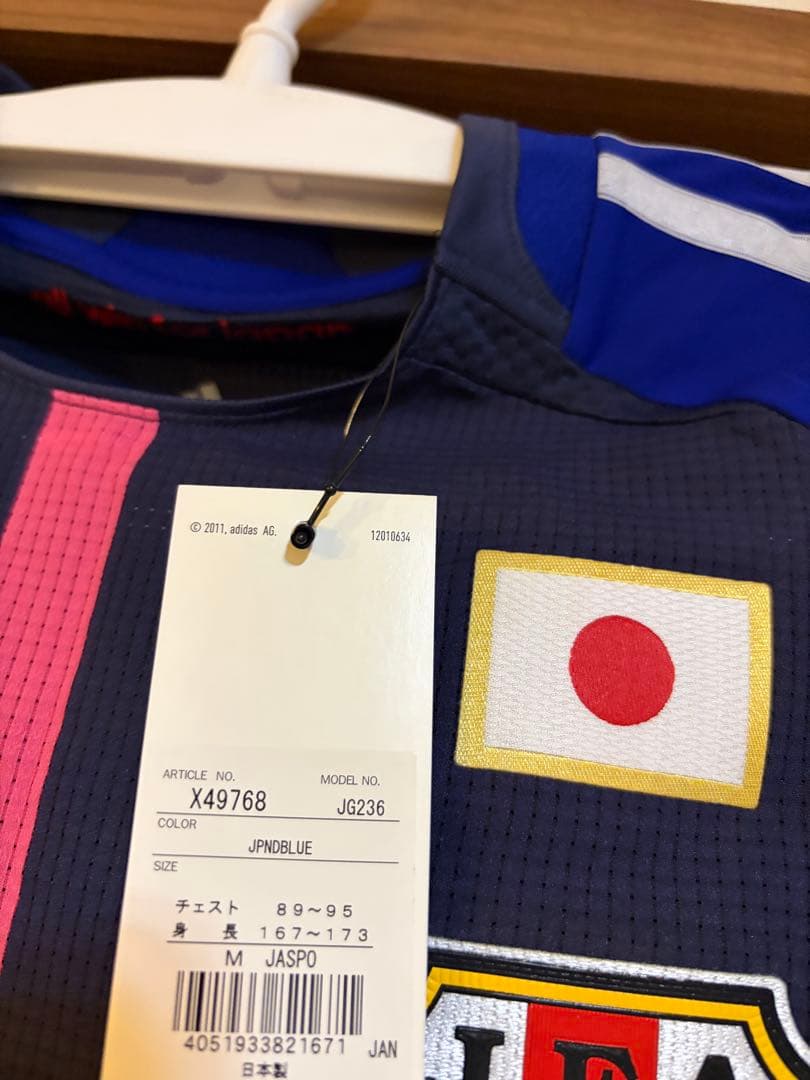 © 2011, adidas AG.
12010634
ARTICLE NO.
MODEL NO.
X49768
JG236
COLOR
JPNDBLUE
SIZE
チェスト 89～95
身 長 167～173
M JASPO
4051933821671 JAN
日本製
JFA